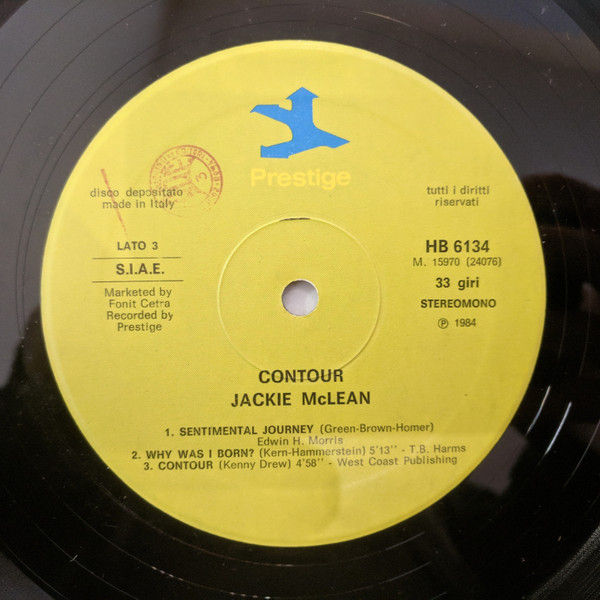 Prestige
disco depositato
made in Italy
tutti i diritti
riservati
LATO 3
S.I.A.E.
Marketed by
Fonit Cetra
Recorded by
Prestige
HB 6134
M. 15970 (24076)
33 giri
STEREOMONO
Ⓟ 1984
CONTOUR
JACKIE McLEAN
1. SENTIMENTAL JOURNEY (Green-Brown-Homer)
Edwin H. Morris
2. WHY WAS I BORN? (Kern-Hammerstein) 5'13'' - T.B. Harms
3. CONTOUR (Kenny Drew) 4'58'' - West Coast Publishing